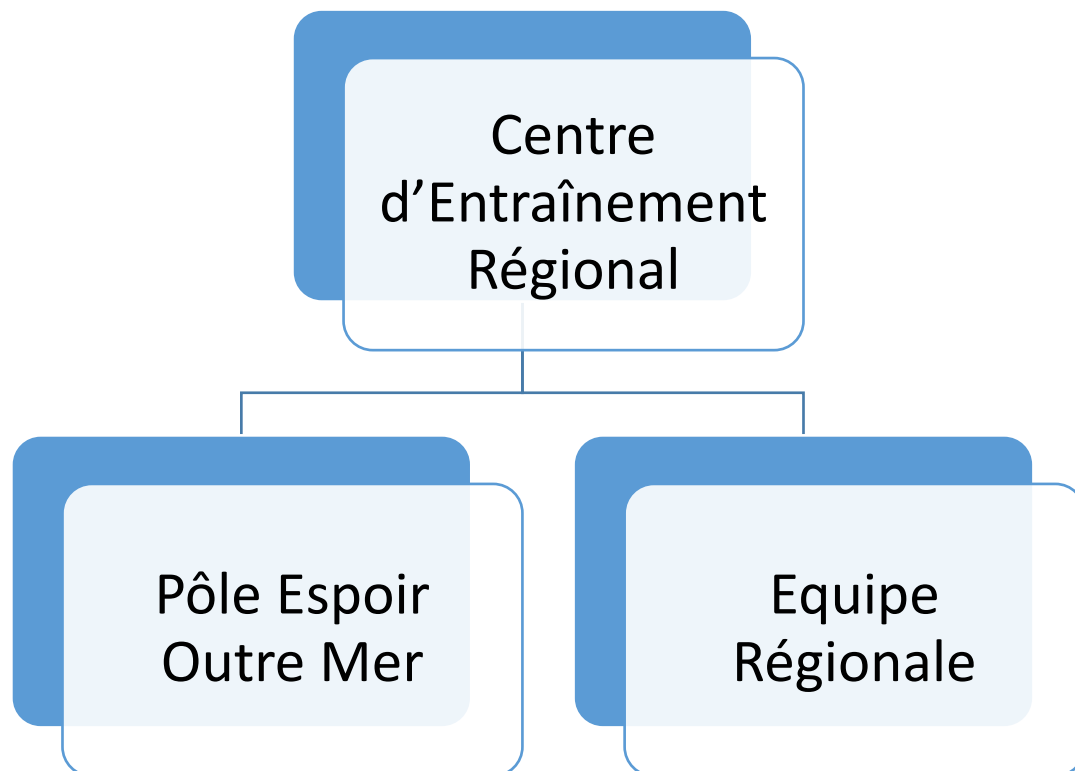 Centre
d’Entraînement
Régional
Pôle Espoir
Outre Mer
Equipe
Régionale